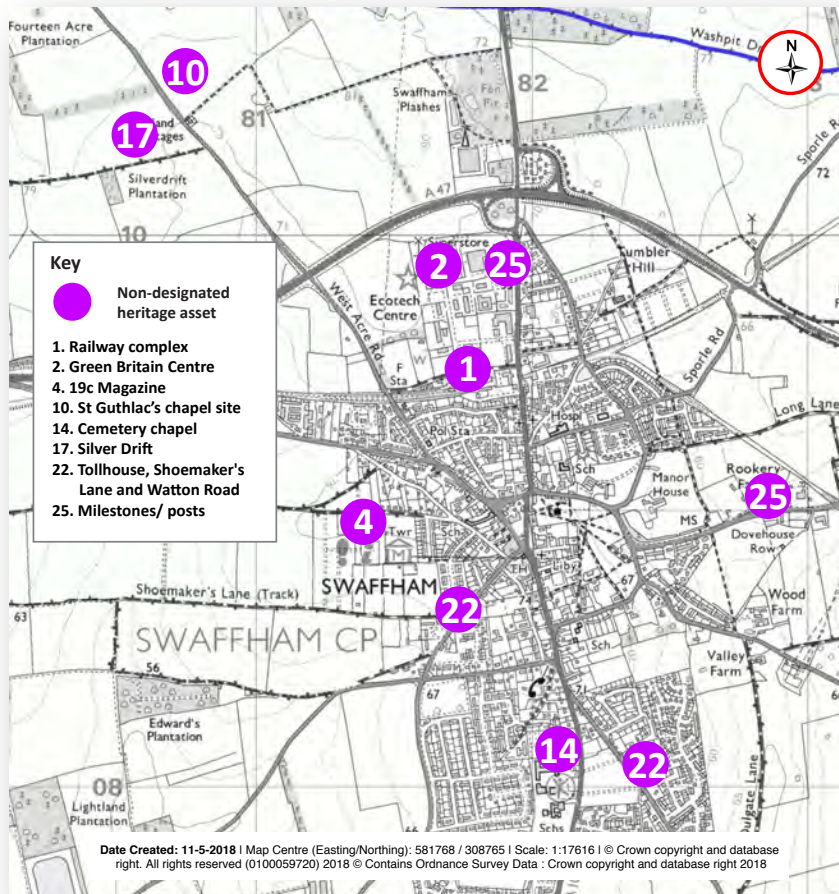 Fourteen Acre
Plantation
10
Washpit
N
72
82
Swaffham
Plashes
17
81
81
Sporle R
72
Silverdrift
Plantation
79
A 47
71
10
Superstore
2
25
Tumbler
Hill
Ecotech
Centre
West Acre Rd
Key
Non-designated
heritage asset
1. Railway complex
2. Green Britain Centre
4. 19c Magazine
10. St Guthlac's chapel site
14. Cemetery chapel
17. Silver Drift
22. Tollhouse, Shoemaker's
Lane and Watton Road
25. Milestones/ posts
66
Sporle Rd
W
F
Sta
1
Long Lane
Pol Sta
Hospl
Sch
Manor
House
Rookery
25
4
Twr
Sch
MS
Dovehouse
Row
M
SWAFFHAM
TH
Liby
67
Shoemaker's Lane (Track)
63
22
74
Wood
Farm
SWAFFHAM CP
Sch
Valley
Farm
56
67
71
Edward's
Plantation
14
22
08
Lightland
Plantation
Schs
Date Created: 11-5-2018 | Map Centre (Easting/Northing): 581768 / 308765 | Scale: 1:17616 | © Crown copyright and database
right. All rights reserved (0100059720) 2018 © Contains Ordnance Survey Data : Crown copyright and database right 2018